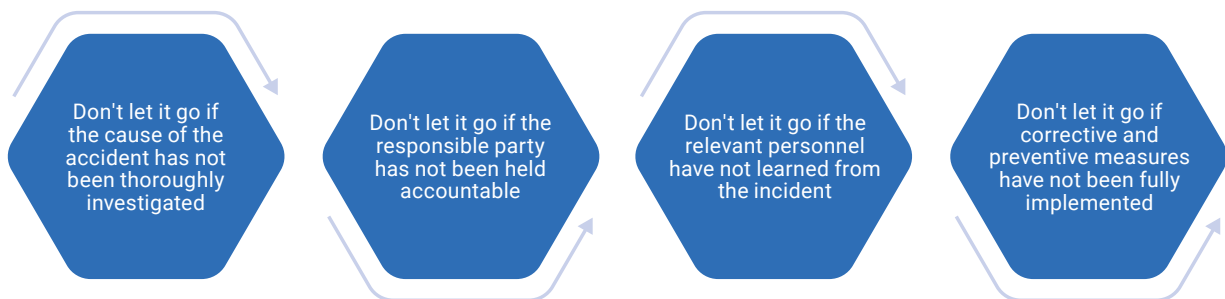 Don't let it go if
the cause of the
accident has not
been thoroughly
investigated
Don't let it go if the
responsible party
has not been held
accountable
Don't let it go if the
relevant personnel
have not learned from
the incident
Don't let it go if
corrective and
preventive measures
have not been fully
implemented